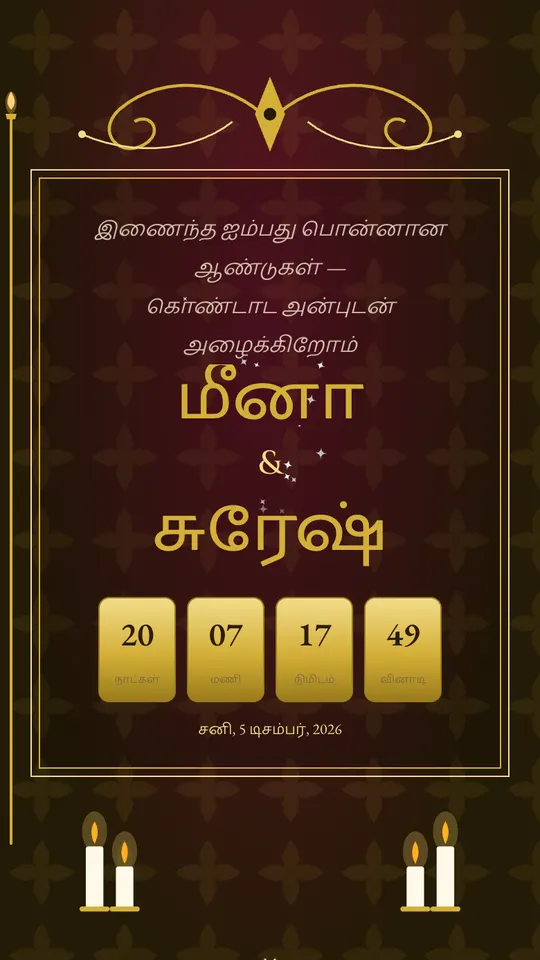 இணைந்த ஐம்பது பொன்னான
ஆண்டுகள் —
கொண்டாட அன்புடன்
அழைக்கிறோம்
மீனா
&
சுரேஷ்
20 07 17 49
நாட்கள் மணி நிமிடம் வினாடி
சனி, 5 டிசம்பர், 2026